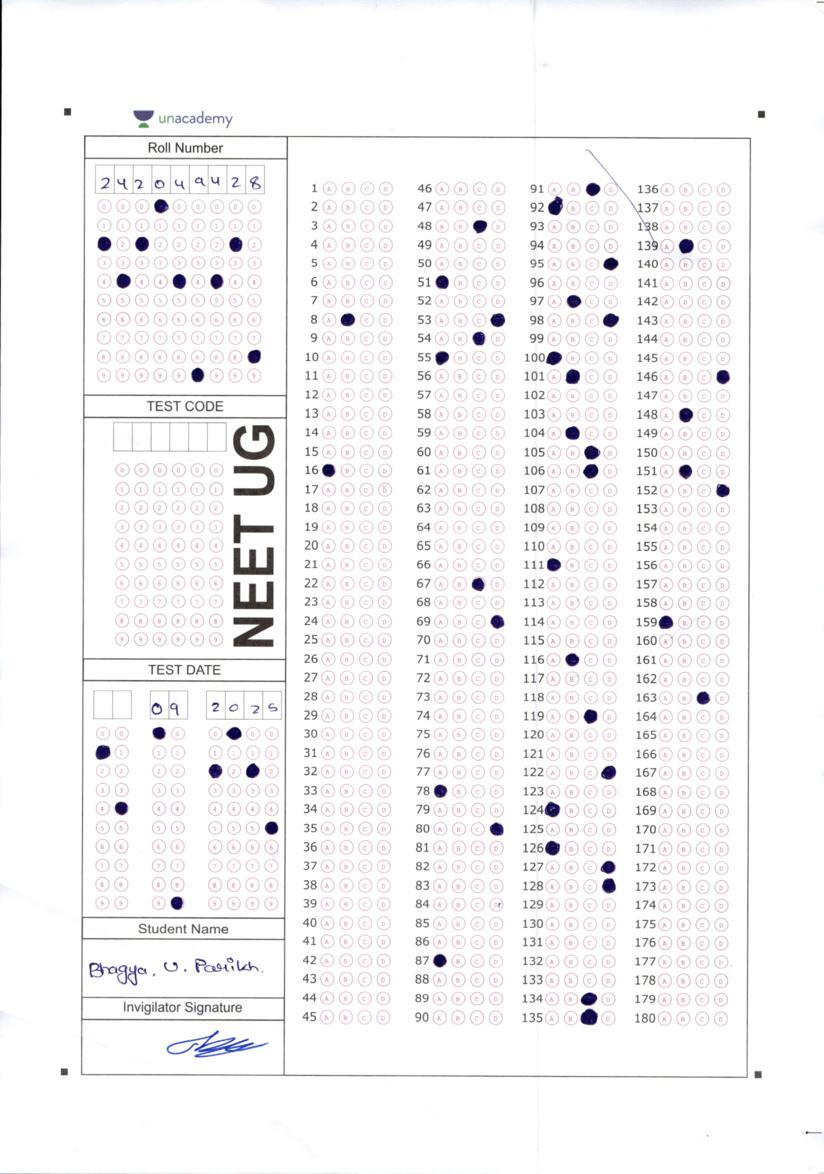 unacademy
Roll Number
2 4 2 0 4 9 4 2 8
TEST CODE
NEET UG
TEST DATE
0 9 2 0 2 5
Student Name
Bhagya. V. Parikh.
Invigilator Signature
1 A B C D
2 A B C D
3 A B C D
4 A B C D
5 A B C D
6 A B C D
7 A B C D
8 A C D
9 A B C D
10 A B C D
11 A B C D
12 A B C D
13 A B C D
14 A B C D
15 A B C D
16 B C D
17 A B C D
18 A B C D
19 A B C D
20 A B C D
21 A B C D
22 A B C D
23 A B C D
24 A B C D
25 A B C D
26 A B C D
27 A B C D
28 A B C D
29 A B C D
30 A B C D
31 A B C D
32 A B C D
33 A B C D
34 A B C D
35 A B C D
36 A B C D
37 A B C D
38 A B C D
39 A B C D
40 A B C D
41 A B C D
42 A B C D
43 A B C D
44 A B C D
45 A B C D
46 A B C D
47 A B C D
48 A B D
49 A B C D
50 A B C D
51 B C D
52 A B C D
53 A B C
54 A B D
55 B C D
56 A B C D
57 A B C D
58 A B C D
59 A B C D
60 A B C D
61 A B C D
62 A B C D
63 A B C D
64 A B C D
65 A B C D
66 A B C D
67 A B D
68 A B C D
69 A B C
70 A B C D
71 A B C D
72 A B C D
73 A B C D
74 A B C D
75 A B C D
76 A B C D
77 A B C D
78 B C D
79 A B C D
80 A B C
81 A B C D
82 A B C D
83 A B C D
84 A B C D
85 A B C D
86 A B C D
87 B C D
88 A B C D
89 A B C D
90 A B C D
91 A B D
92 B C D
93 A B C D
94 A B C D
95 A B C
96 A B C D
97 A C D
98 A B C
99 A B C D
100 B C D
101 A C D
102 A B C D
103 A B C D
104 A C D
105 A B D
106 A B D
107 A B C D
108 A B C D
109 A B C D
110 A B C D
111 B C D
112 A B C D
113 A B C D
114 A B C D
115 A B C D
116 A C D
117 A B C D
118 A B C D
119 A B D
120 A B C D
121 A B C D
122 A B C
123 A B C D
124 B C D
125 A B C D
126 B C D
127 A B C
128 A B C
129 A B C D
130 A B C D
131 A B C D
132 A B C D
133 A B C D
134 A B D
135 A B D
136 A B C D
137 A B C D
138 A B C D
139 A C D
140 A B C D
141 A B C D
142 A B C D
143 A B C D
144 A B C D
145 A B C D
146 A B C
147 A B C D
148 A C D
149 A B C D
150 A B C D
151 A C D
152 A B C
153 A B C D
154 A B C D
155 A B C D
156 A B C D
157 A B C D
158 A B C D
159 B C D
160 A B C D
161 A B C D
162 A B C D
163 A B D
164 A B C D
165 A B C D
166 A B C D
167 A B C D
168 A B C D
169 A B C D
170 A B C D
171 A B C D
172 A B C D
173 A B C D
174 A B C D
175 A B C D
176 A B C D
177 A B C D
178 A B C D
179 A B C D
180 A B C D